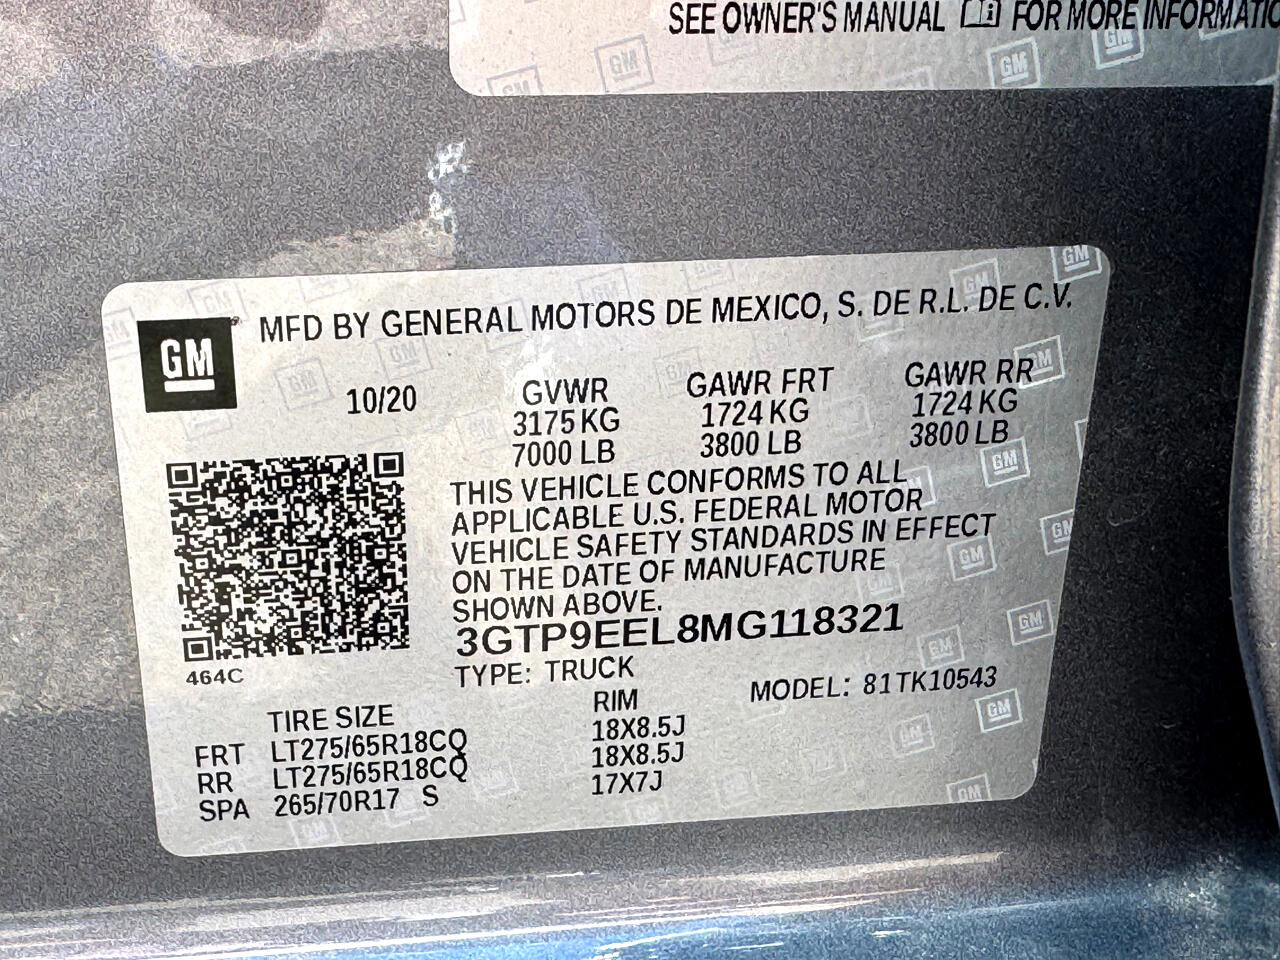 SEE OWNER'S MANUAL FOR MORE
GM
MFD BY GENERAL MOTORS DE MEXICO, S. DE R.L. DE C.V.
10/20 GVWR GAWR FRT GAWR RR
3175 KG 1724 KG 1724 KG
7000 LB 3800 LB 3800 LB
THIS VEHICLE CONFORMS TO ALL
APPLICABLE U.S. FEDERAL MOTOR
VEHICLE SAFETY STANDARDS IN EFFECT
ON THE DATE OF MANUFACTURE
SHOWN ABOVE.
3GTP9EEL8MG118321
464C
TYPE: TRUCK MODEL: 81TK10543
TIRE SIZE RIM
FRT LT275/65R18CQ 18X8.5J
RR LT275/65R18CQ 18X8.5J
SPA 265/70R17 S 17X7J